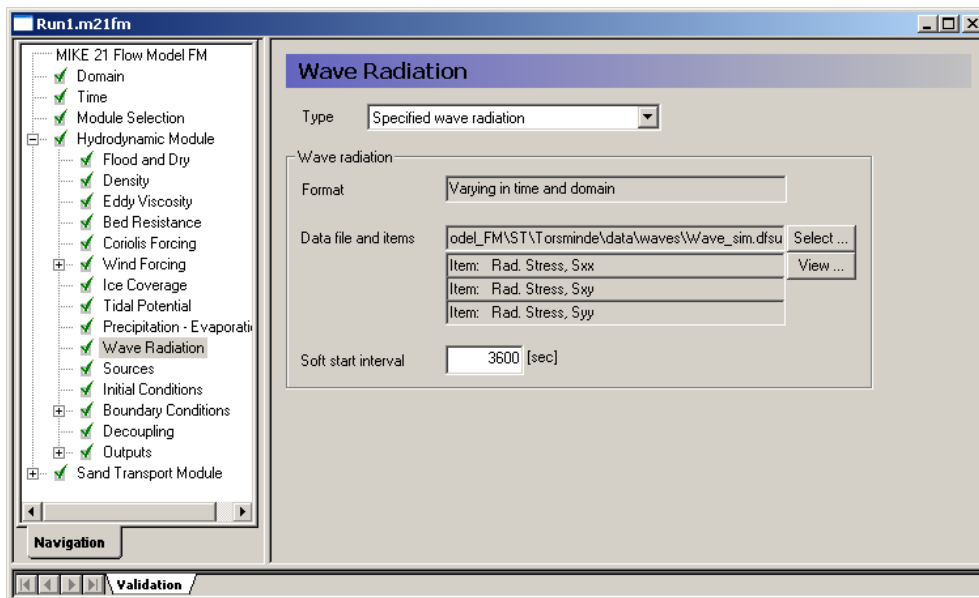 Run1.m21fm
MIKE 21 Flow Model FM
Domain
Time
Module Selection
Hydrodynamic Module
Flood and Dry
Density
Eddy Viscosity
Bed Resistance
Coriolis Forcing
Wind Forcing
Ice Coverage
Tidal Potential
Precipitation - Evaporati
Wave Radiation
Sources
Initial Conditions
Boundary Conditions
Decoupling
Outputs
Sand Transport Module
Navigation
Wave Radiation
Type Specified wave radiation
Wave radiation
Format Varying in time and domain
Data file and items odel_FM\ST\Torsminde\data\waves\Wave_sim.dfsu Select ...
Item: Rad. Stress, Sxx View ...
Item: Rad. Stress, Sxy
Item: Rad. Stress, Syy
Soft start interval 3600 [sec]
Validation